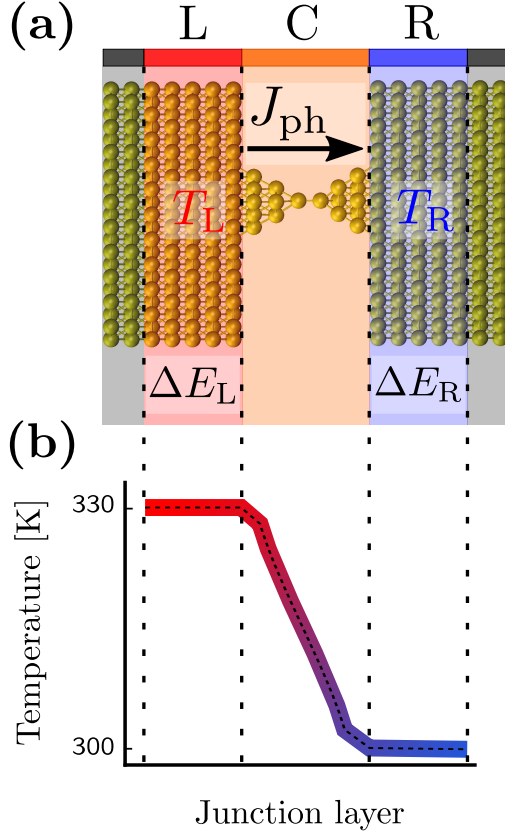 (a) L C R
J_ph
T_L T_R
ΔE_L ΔE_R
(b)
Temperature [K]
330
300
Junction layer